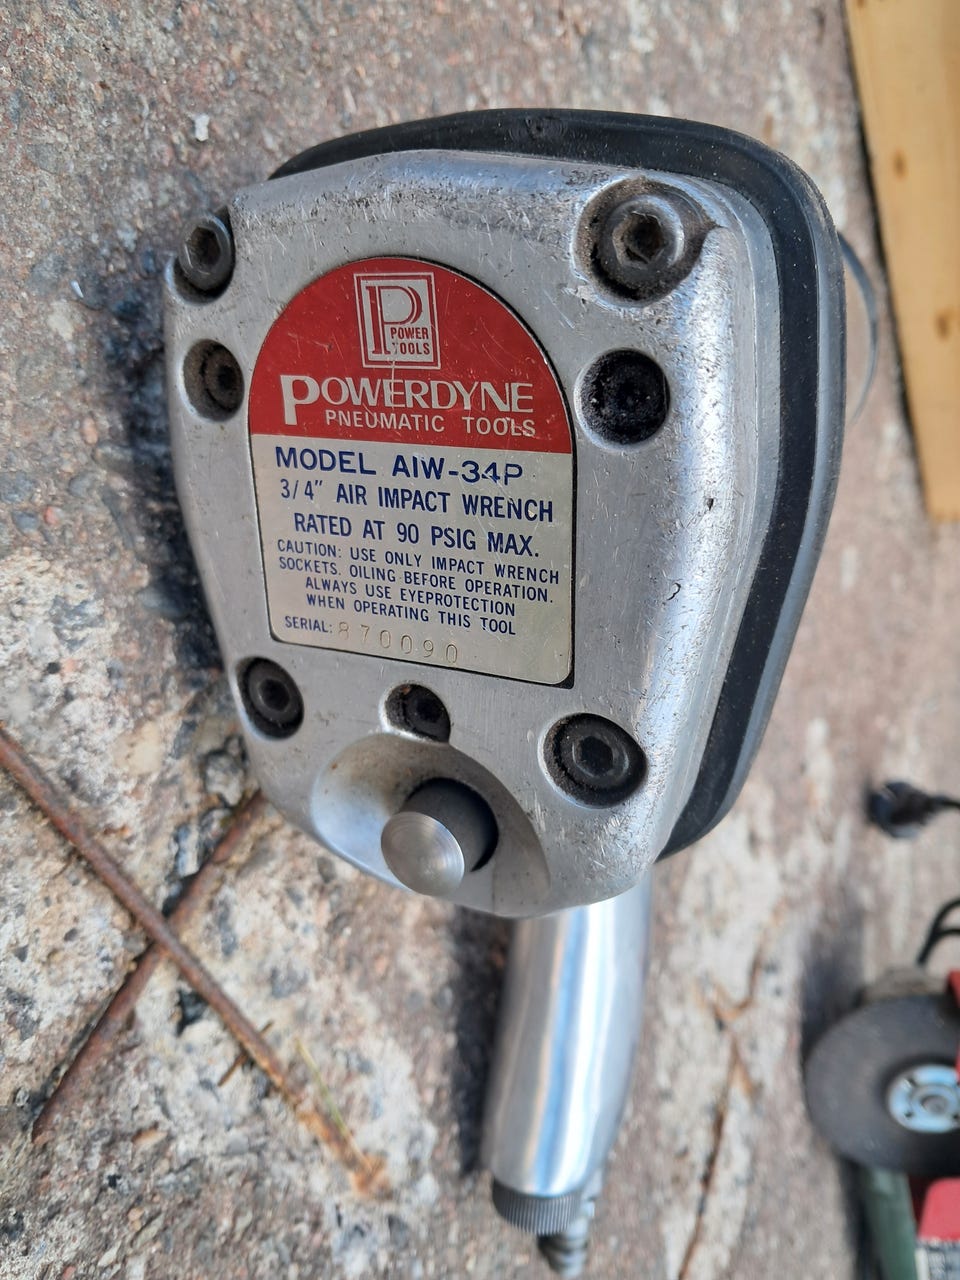 P
POWER
TOOLS
POWERDYNE
PNEUMATIC TOOLS
MODEL AIW-34P
3/4" AIR IMPACT WRENCH
RATED AT 90 PSIG MAX.
CAUTION: USE ONLY IMPACT WRENCH
SOCKETS. OILING BEFORE OPERATION.
ALWAYS USE EYEPROTECTION
WHEN OPERATING THIS TOOL
SERIAL: 870090